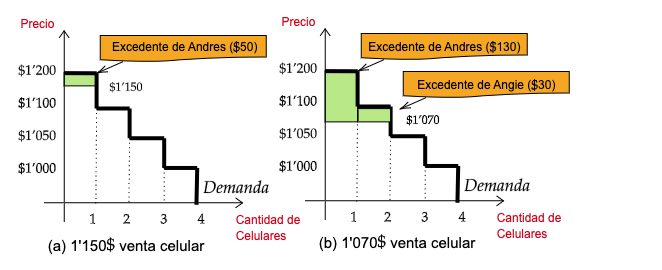 Precio
Excedente de Andres ($50)
$1'200
$1'150
$1'100
$1'050
$1'000
Demanda
1 2 3 4
Cantidad de
Celulares
(a) 1'150$ venta celular
Precio
Excedente de Andres ($130)
$1'200
Excedente de Angie ($30)
$1'100
$1'070
$1'050
$1'000
Demanda
1 2 3 4
Cantidad de
Celulares
(b) 1'070$ venta celular